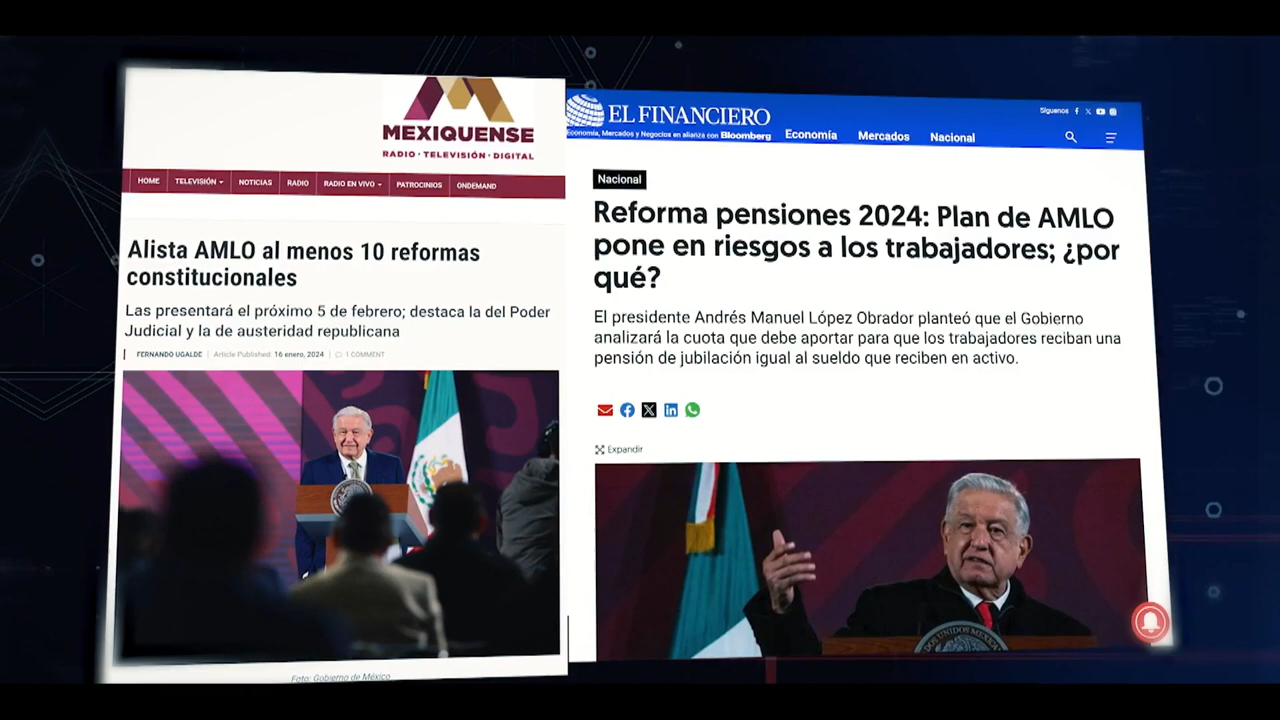 MEXIQUENSE
RADIO · TELEVISIÓN · DIGITAL
HOME TELEVISIÓN NOTICIAS RADIO RADIO EN VIVO PATROCINIOS ONDEMAND
Alista AMLO al menos 10 reformas
constitucionales
Las presentará el próximo 5 de febrero; destaca la del Poder
Judicial y la de austeridad republicana
FERNANDO UGALDE | Article Published: 16 enero, 2024 | 1 COMMENT
Foto: Gobierno de México
EL FINANCIERO
Economía, Mercados y Negocios en alianza con Bloomberg
Economía Mercados Nacional
Síguenos
Nacional
Reforma pensiones 2024: Plan de AMLO
pone en riesgos a los trabajadores; ¿por
qué?
El presidente Andrés Manuel López Obrador planteó que el Gobierno
analizará la cuota que debe aportar para que los trabajadores reciban una
pensión de jubilación igual al sueldo que reciben en activo.
Expandir
UNIDOS MEXICANOS